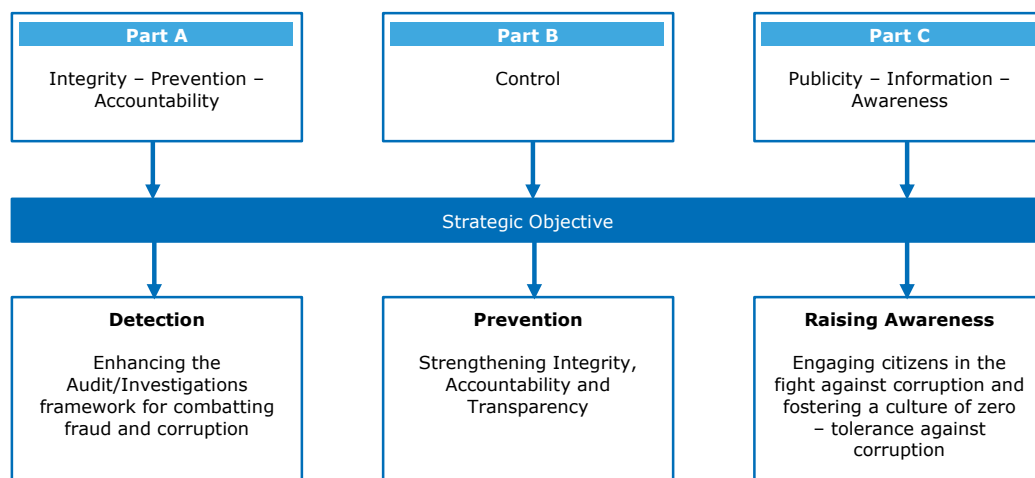 Part A
Integrity – Prevention –
Accountability
Part B
Control
Part C
Publicity – Information –
Awareness
Strategic Objective
Detection
Enhancing the
Audit/Investigations
framework for combatting
fraud and corruption
Prevention
Strengthening Integrity,
Accountability and
Transparency
Raising Awareness
Engaging citizens in the
fight against corruption and
fostering a culture of zero
– tolerance against
corruption